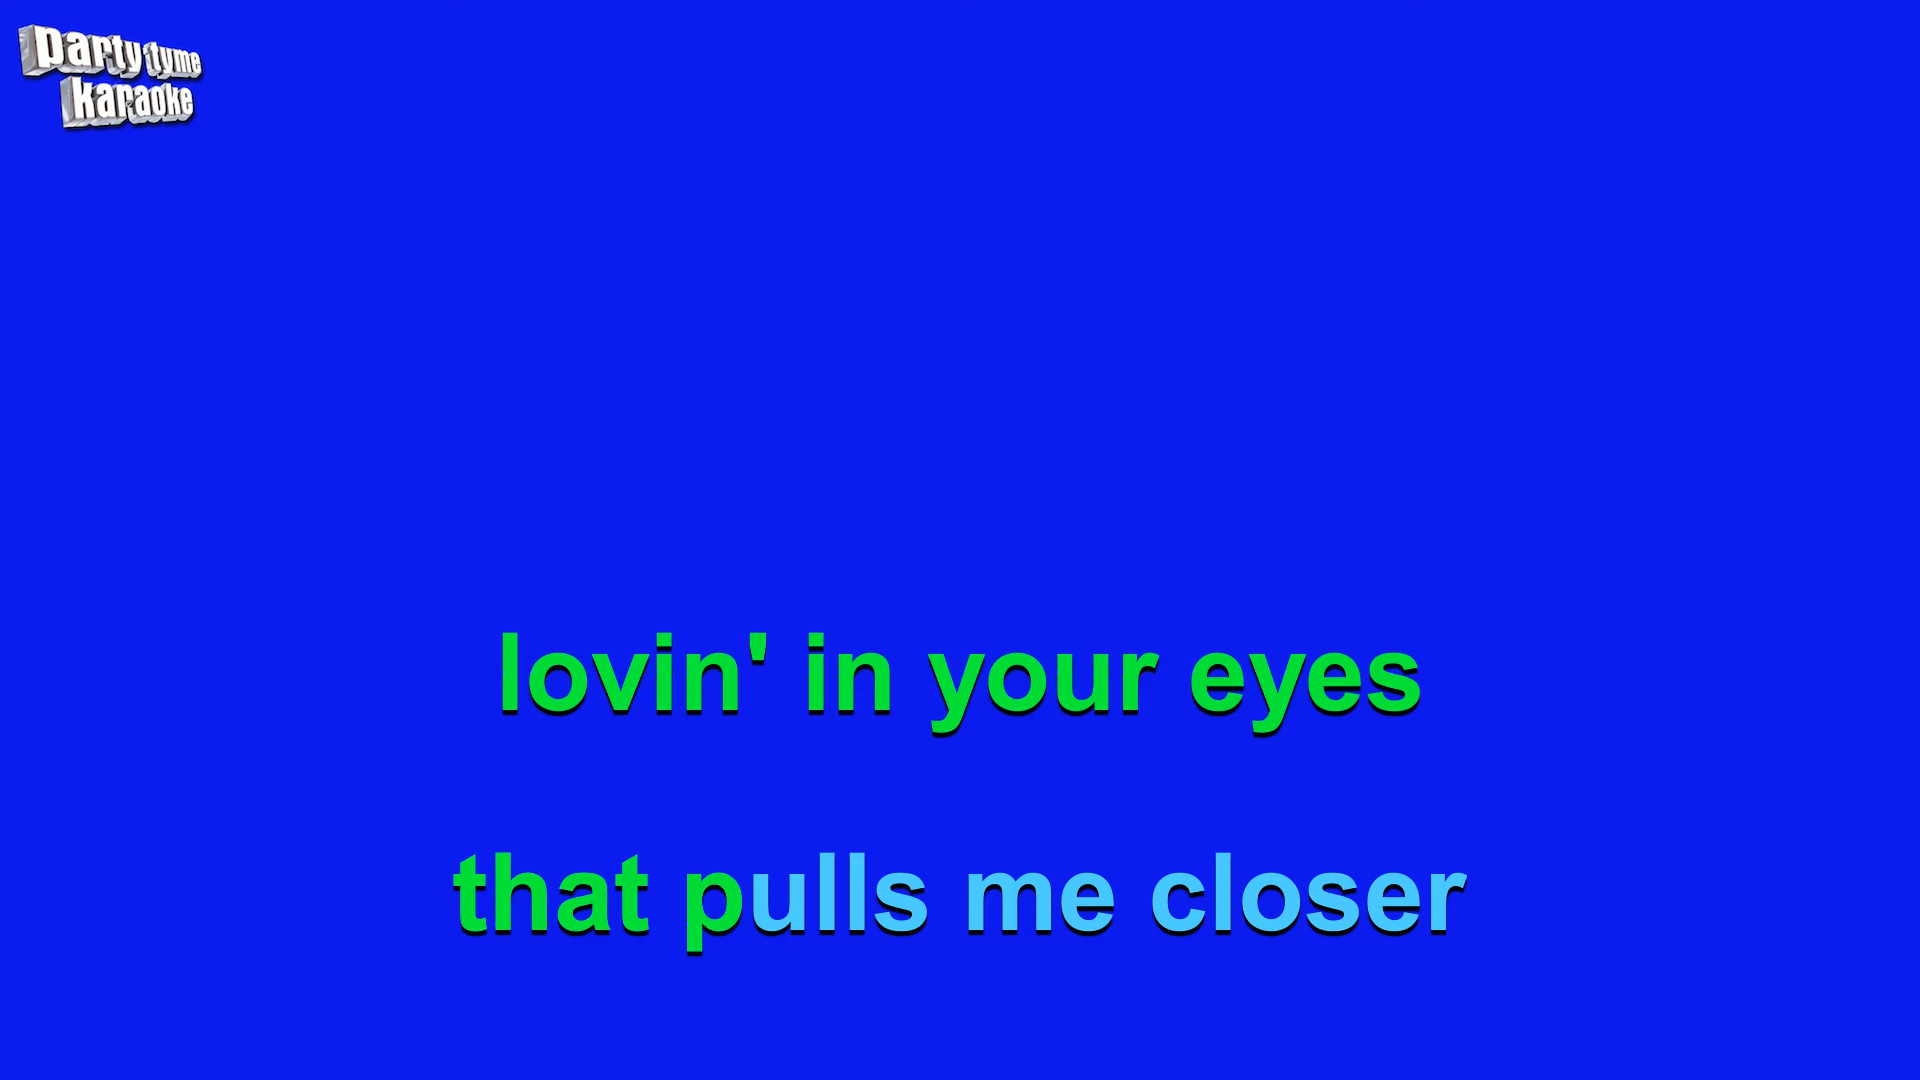 party tyme
karaoke
lovin' in your eyes
that pulls me closer